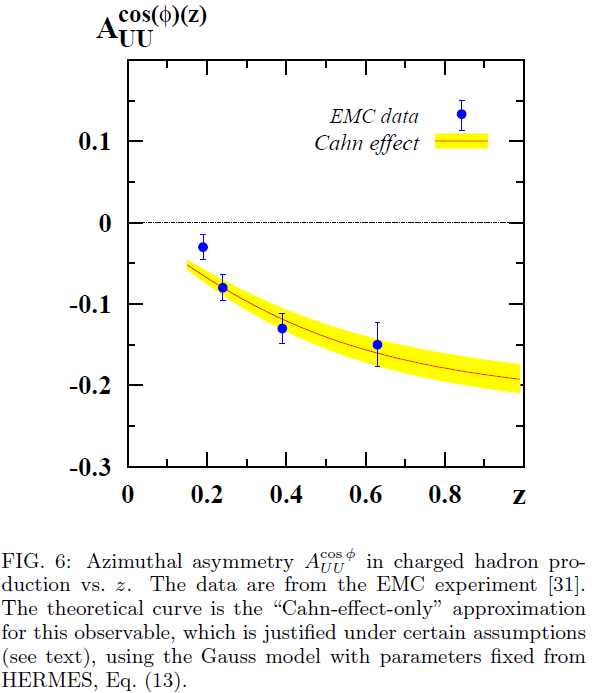 A_{UU}^{cos(ϕ)(z)}
EMC data
Cahn effect
0.1
0
-0.1
-0.2
-0.3
0 0.2 0.4 0.6 0.8 z
FIG. 6: Azimuthal asymmetry A_{UU}^{cos ϕ} in charged hadron pro-
duction vs. z. The data are from the EMC experiment [31].
The theoretical curve is the “Cahn-effect-only” approximation
for this observable, which is justified under certain assumptions
(see text), using the Gauss model with parameters fixed from
HERMES, Eq. (13).